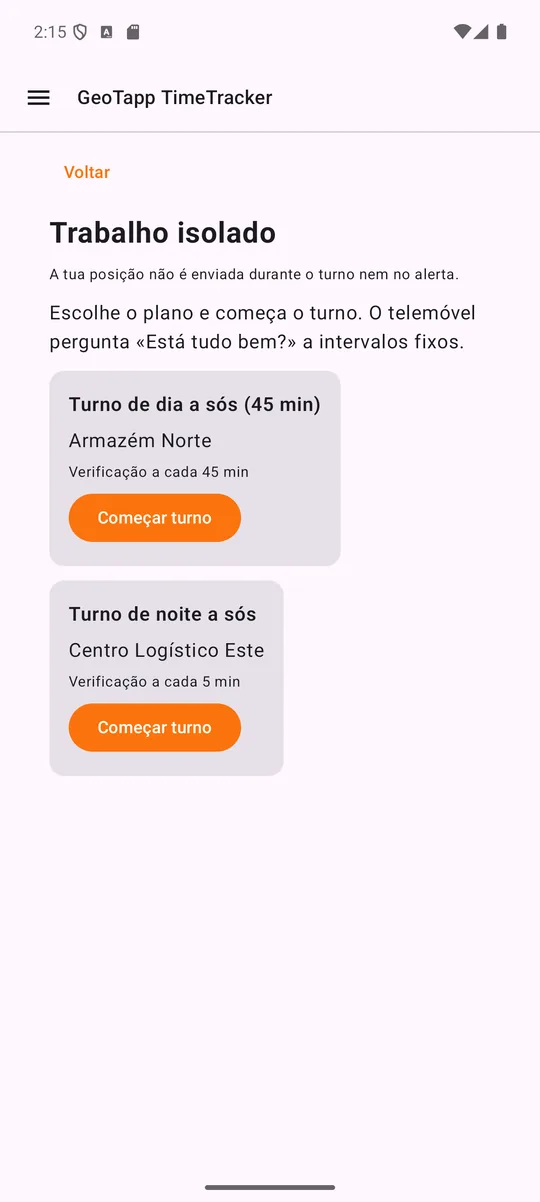 2:15
GeoTapp TimeTracker
Voltar
Trabalho isolado
A tua posição não é enviada durante o turno nem no alerta.
Escolhe o plano e começa o turno. O telemóvel
pergunta «Está tudo bem?» a intervalos fixos.
Turno de dia a sós (45 min)
Armazém Norte
Verificação a cada 45 min
Começar turno
Turno de noite a sós
Centro Logístico Este
Verificação a cada 5 min
Começar turno